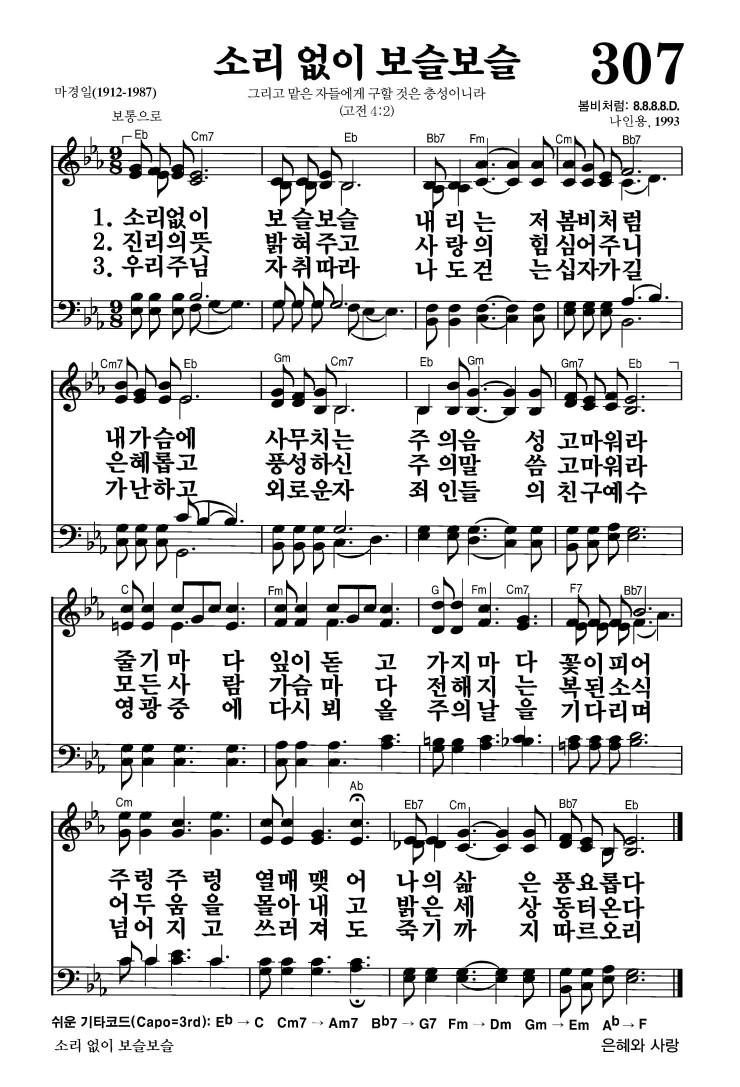 소리 없이 보슬보슬 307
마경일(1912-1987) 그리고 맡은 자들에게 구할 것은 충성이니라 봄비처럼: 8.8.8.8.D.
보통으로 (고전 4:2) 나인용, 1993
Eb Cm7 Eb Bb7 Fm Cm Bb7
9/8
1. 소리없이 보슬보슬 내리는 저 봄비처럼
2. 진리의뜻 밝혀주고 사랑의 힘 심어주니
3. 우리주님 자취따라 나도걷 는십자가길
9/8
Cm7 Eb Gm Cm7 Eb Gm Gm7 Eb
내가슴에 사무치는 주의음 성 고마워라
은혜롭고 풍성하신 주의말 씀 고마워라
가난하고 외로운자 죄인들 의 친구예수
C Fm G Fm Cm7 F7 Bb7
줄기마 다 잎이돋 고 가지마다 꽃이피어
모든사 람 가슴마 다 전해지는 복된소식
영광중 에 다시뵈 올 주의날을 기다리며
Cm Ab Eb7 Cm Bb7 Eb
주렁주렁 열매맺어 나의삶 은 풍요롭다
어두움을 몰아내고 밝은세 상 동터온다
넘어지고 쓰러져도 죽기까 지 따르오리
쉬운 기타코드(Capo=3rd): Eb → C Cm7 → Am7 Bb7 → G7 Fm → Dm Gm → Em Ab → F
소리 없이 보슬보슬 은혜와 사랑